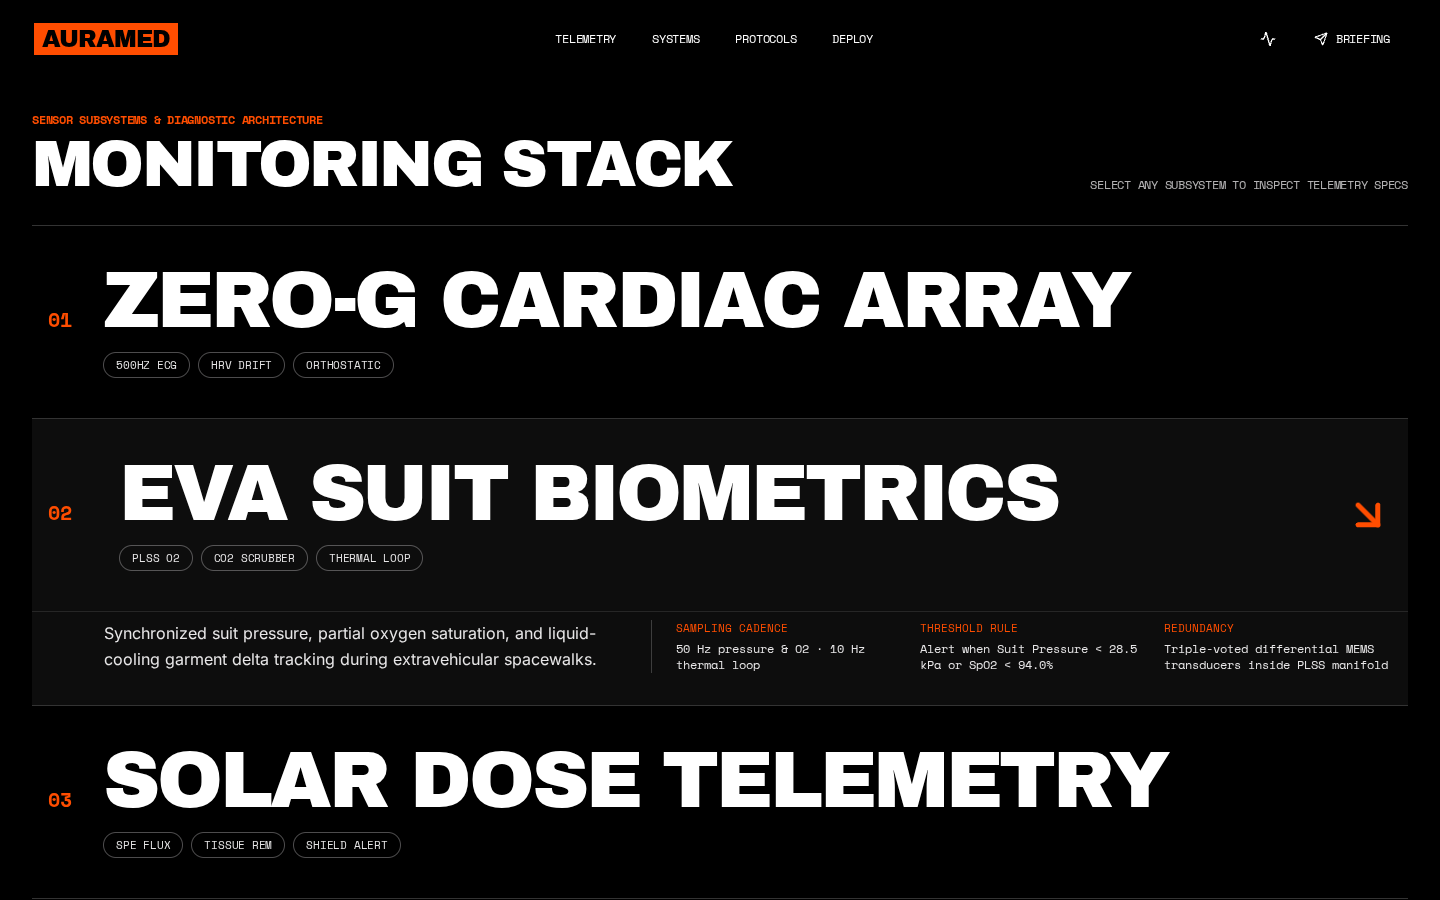 AURAMED
TELEMETRY SYSTEMS PROTOCOLS DEPLOY
BRIEFING
SENSOR SUBSYSTEMS & DIAGNOSTIC ARCHITECTURE
MONITORING STACK
SELECT ANY SUBSYSTEM TO INSPECT TELEMETRY SPECS
01
ZERO-G CARDIAC ARRAY
500HZ ECG HRV DRIFT ORTHOSTATIC
02
EVA SUIT BIOMETRICS
PLSS O2 CO2 SCRUBBER THERMAL LOOP
Synchronized suit pressure, partial oxygen saturation, and liquid-
cooling garment delta tracking during extravehicular spacewalks.
SAMPLING CADENCE
50 Hz pressure & O2 · 10 Hz
thermal loop
THRESHOLD RULE
Alert when Suit Pressure < 28.5
kPa or SpO2 < 94.0%
REDUNDANCY
Triple-voted differential MEMS
transducers inside PLSS manifold
03
SOLAR DOSE TELEMETRY
SPE FLUX TISSUE REM SHIELD ALERT